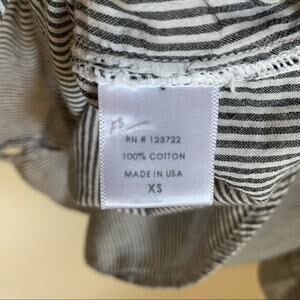 RN # 123722
100% COTTON
MADE IN USA
XS